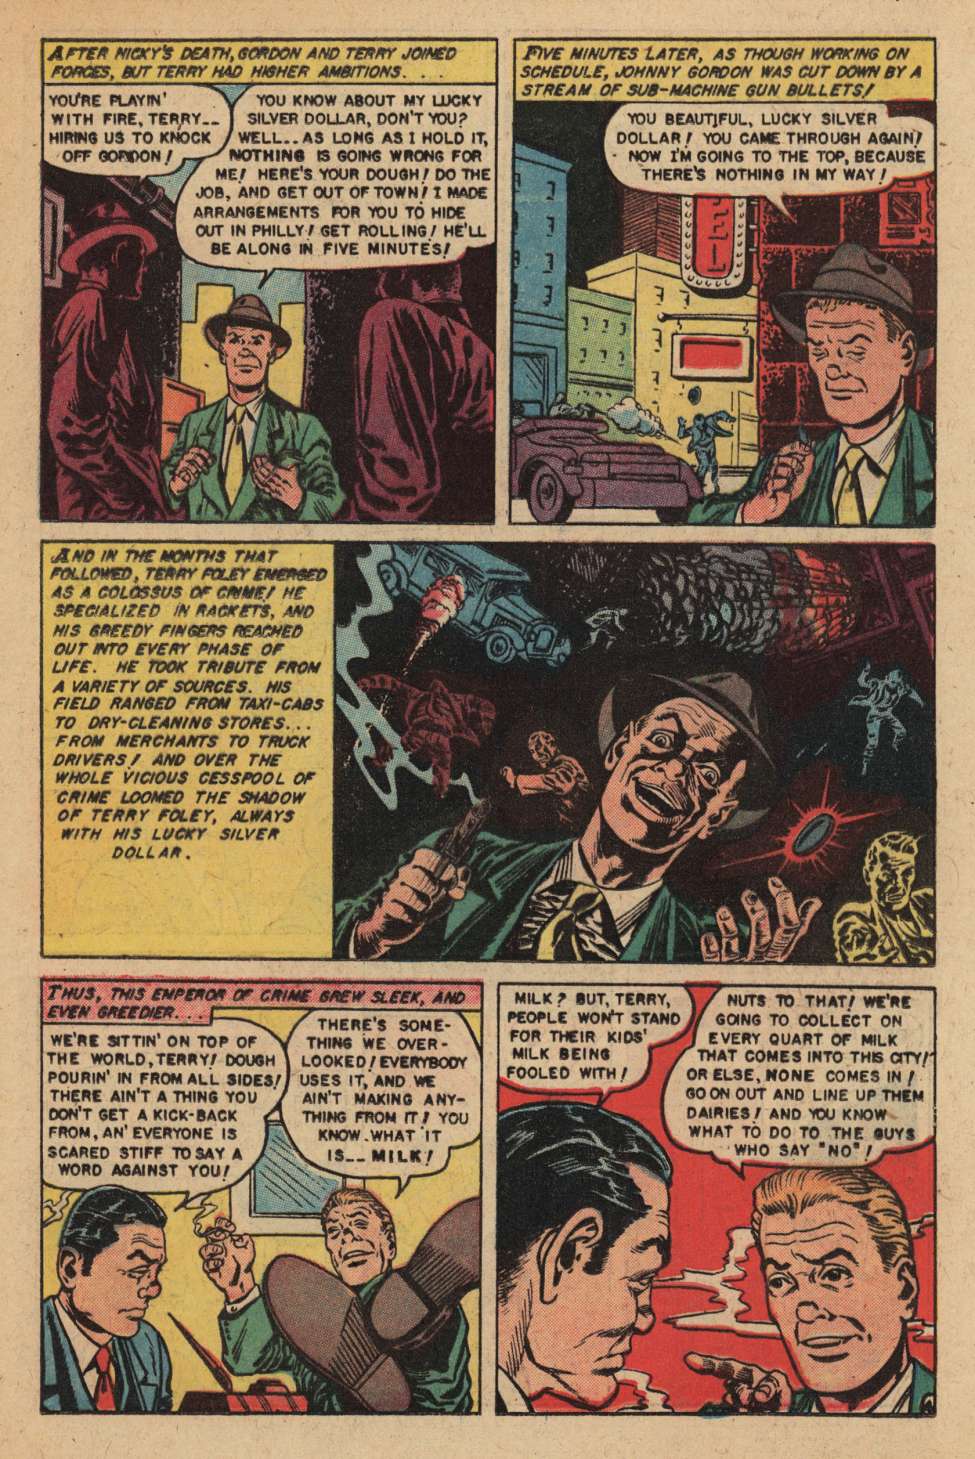 AFTER NICKY'S DEATH, GORDON AND TERRY JOINED
FORCES, BUT TERRY HAD HIGHER AMBITIONS. . . .
YOU'RE PLAYIN'
WITH FIRE, TERRY--
HIRING US TO KNOCK
OFF GORDON!
YOU KNOW ABOUT MY LUCKY
SILVER DOLLAR, DON'T YOU?
WELL...AS LONG AS I HOLD IT,
NOTHING IS GOING WRONG FOR
ME! HERE'S YOUR DOUGH! DO THE
JOB, AND GET OUT OF TOWN! I MADE
ARRANGEMENTS FOR YOU TO HIDE
OUT IN PHILLY! GET ROLLING! HE'LL
BE ALONG IN FIVE MINUTES!
FIVE MINUTES LATER, AS THOUGH WORKING ON
SCHEDULE, JOHNNY GORDON WAS CUT DOWN BY A
STREAM OF SUB-MACHINE GUN BULLETS!
YOU BEAUTIFUL, LUCKY SILVER
DOLLAR! YOU CAME THROUGH AGAIN!
NOW I'M GOING TO THE TOP, BECAUSE
THERE'S NOTHING IN MY WAY!
AND IN THE MONTHS THAT
FOLLOWED, TERRY FOLEY EMERGED
AS A COLOSSUS OF CRIME! HE
SPECIALIZED IN RACKETS, AND
HIS GREEDY FINGERS REACHED
OUT INTO EVERY PHASE OF
LIFE. HE TOOK TRIBUTE FROM
A VARIETY OF SOURCES. HIS
FIELD RANGED FROM TAXI-CABS
TO DRY-CLEANING STORES...
FROM MERCHANTS TO TRUCK
DRIVERS! AND OVER THE
WHOLE VICIOUS CESSPOOL OF
CRIME LOOMED THE SHADOW
OF TERRY FOLEY, ALWAYS
WITH HIS LUCKY SILVER
DOLLAR.
THUS, THIS EMPEROR OF CRIME GREW SLEEK, AND
EVEN GREEDIER...
WE'RE SITTIN' ON TOP OF
THE WORLD, TERRY! DOUGH
POURIN' IN FROM ALL SIDES!
THERE AIN'T A THING YOU
DON'T GET A KICK-BACK
FROM, AN' EVERYONE IS
SCARED STIFF TO SAY A
WORD AGAINST YOU!
THERE'S SOME-
THING WE OVER-
LOOKED! EVERYBODY
USES IT, AND WE
AIN'T MAKING ANY-
THING FROM IT! YOU
KNOW WHAT IT
IS-- MILK!
MILK? BUT, TERRY,
PEOPLE WON'T STAND
FOR THEIR KIDS'
MILK BEING
FOOLED WITH!
NUTS TO THAT! WE'RE
GOING TO COLLECT ON
EVERY QUART OF MILK
THAT COMES INTO THIS CITY!
OR ELSE, NONE COMES IN!
GO ON OUT AND LINE UP THEM
DAIRIES! AND YOU KNOW
WHAT TO DO TO THE GUYS
WHO SAY "NO"!